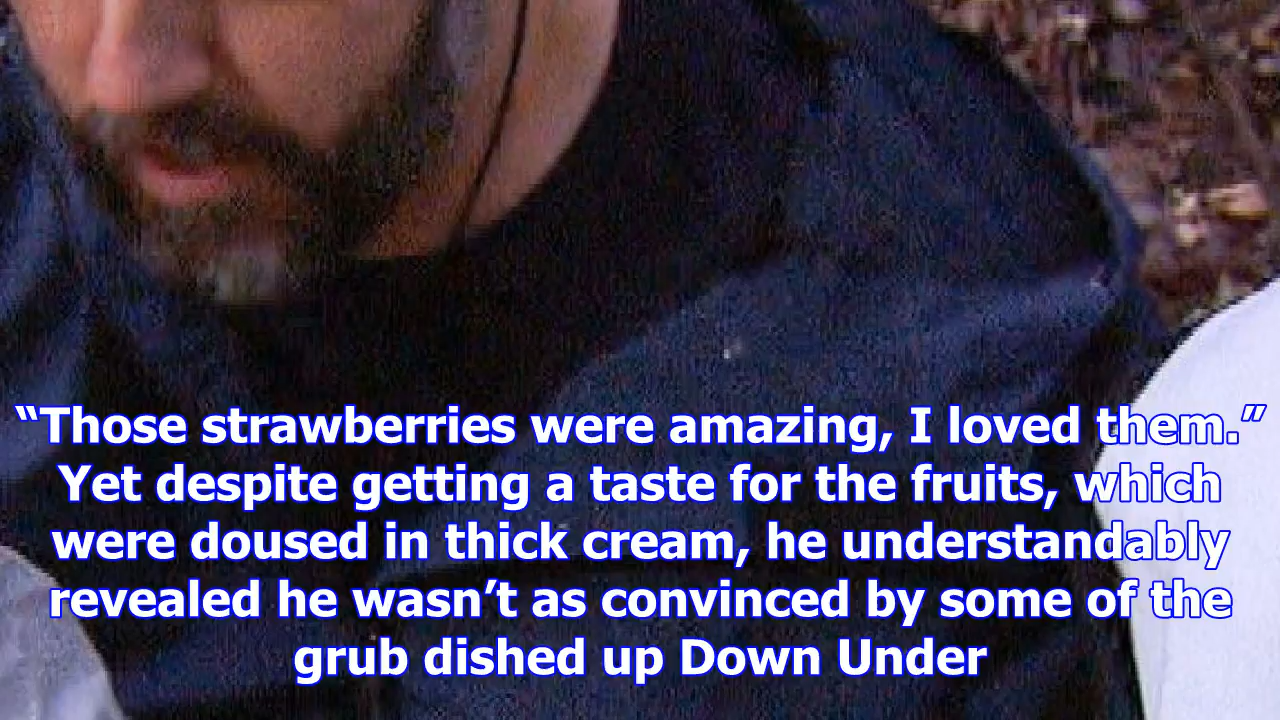 “Those strawberries were amazing, I loved them.”
Yet despite getting a taste for the fruits, which
were doused in thick cream, he understandably
revealed he wasn’t as convinced by some of the
grub dished up Down Under